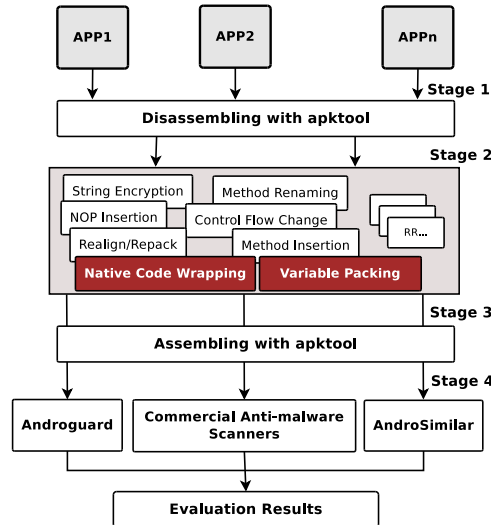 APP1
APP2
APPn
Stage 1
Disassembling with apktool
Stage 2
String Encryption
Method Renaming
NOP Insertion
Control Flow Change
RR...
Realign/Repack
Method Insertion
Native Code Wrapping
Variable Packing
Stage 3
Assembling with apktool
Stage 4
Androguard
Commercial Anti-malware
Scanners
AndroSimilar
Evaluation Results